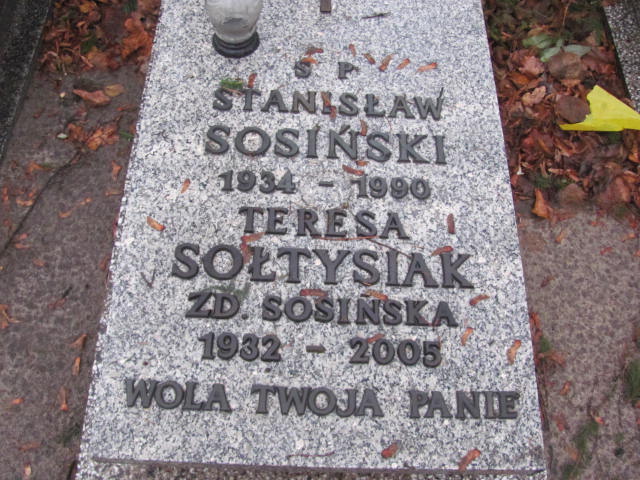 Ś P
STANISŁAW
SOSIŃSKI
1934 - 1990
TERESA
SOŁTYSIAK
ZD. SOSIŃSKA
1932 - 2005
WOLA TWOJA PANIE